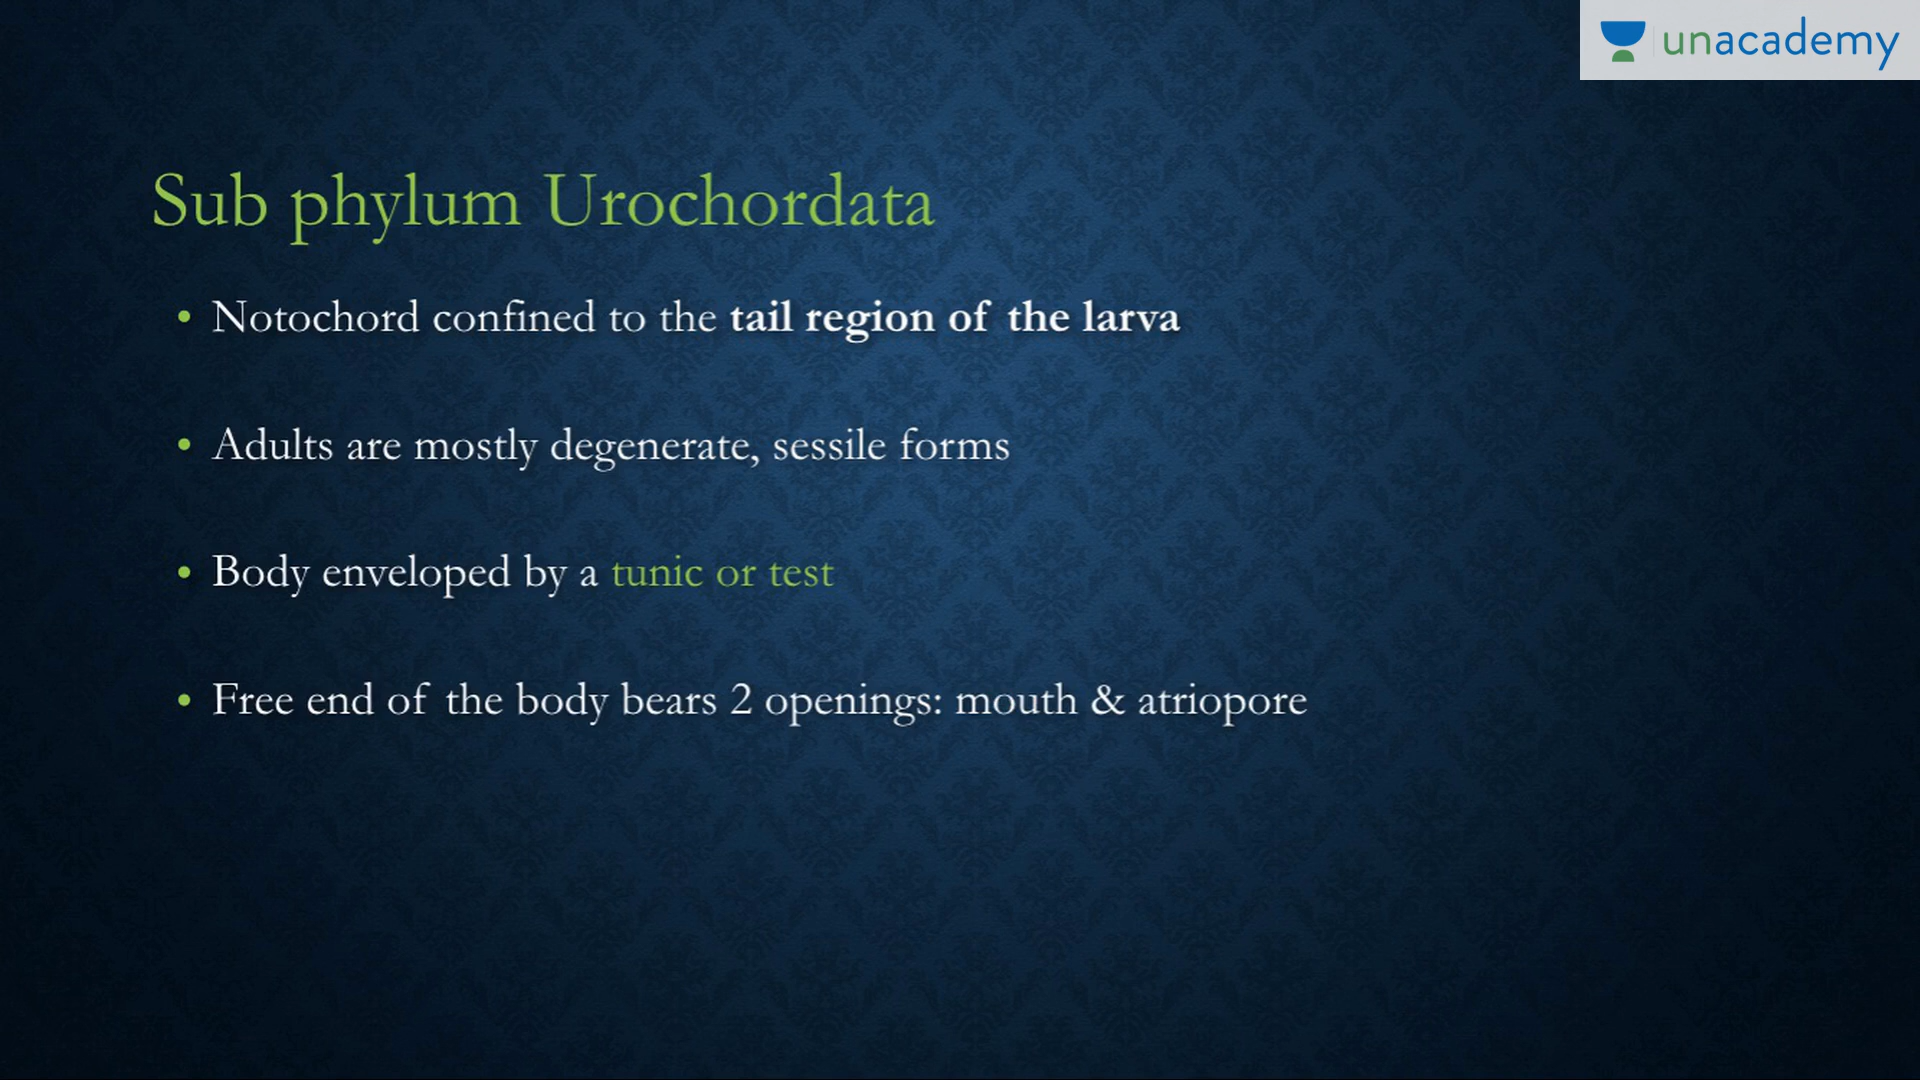 unacademy
Sub phylum Urochordata
• Notochord confined to the tail region of the larva
• Adults are mostly degenerate, sessile forms
• Body enveloped by a tunic or test
• Free end of the body bears 2 openings: mouth & atriopore